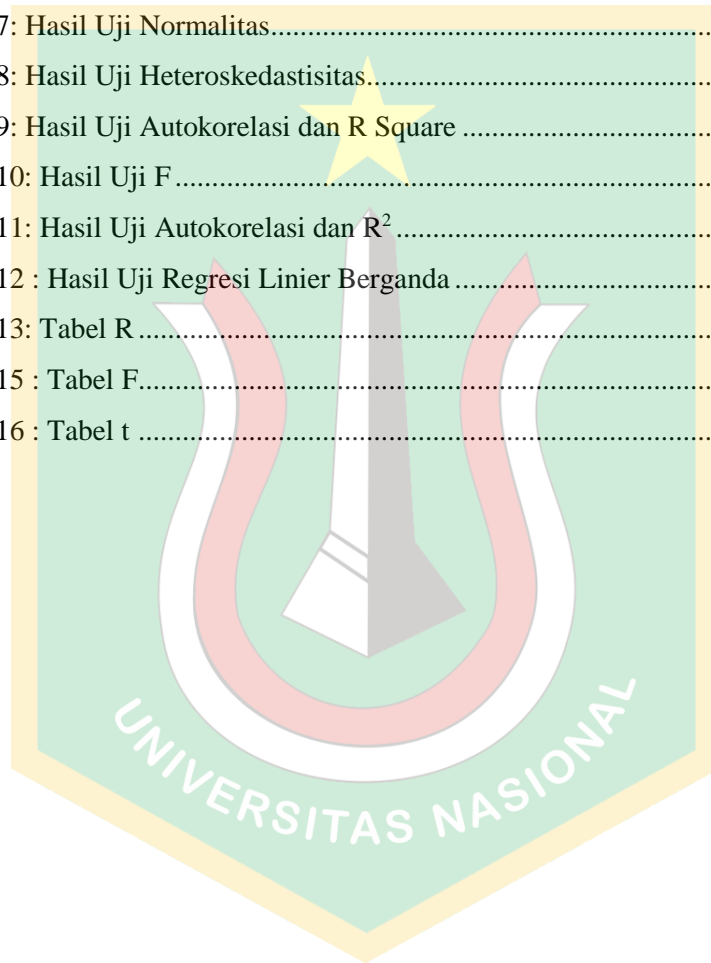 7: Hasil Uji Normalitas............................................................................
8: Hasil Uji Heteroskedastisitas...........................................................
9: Hasil Uji Autokorelasi dan R Square ..........................................
10: Hasil Uji F ............................................................................................
11: Hasil Uji Autokorelasi dan R² .......................................................
12 : Hasil Uji Regresi Linier Berganda ............................................
13: Tabel R ...................................................................................................
15 : Tabel F...................................................................................................
16 : Tabel t ...................................................................................................
UNIVERSITAS NASIONAL